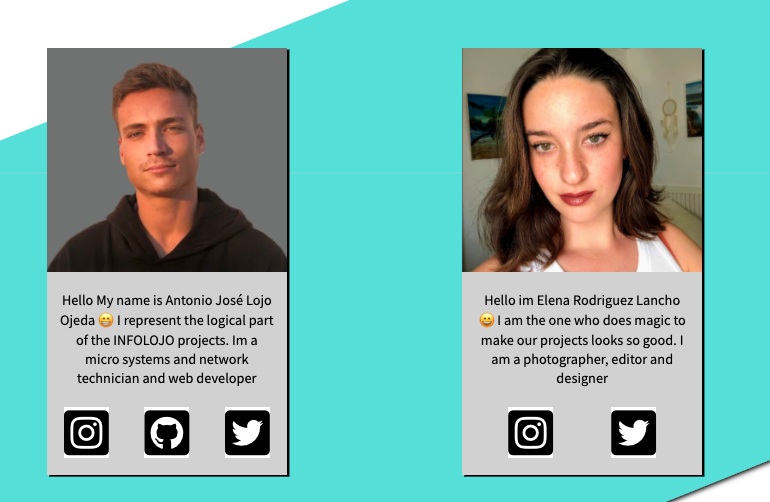 Hello My name is Antonio José Lojo
Ojeda 😁 I represent the logical part
of the INFOLOJO projects. Im a
micro systems and network
technician and web developer
Hello im Elena Rodriguez Lancho
😄 I am the one who does magic to
make our projects looks so good. I
am a photographer, editor and
designer